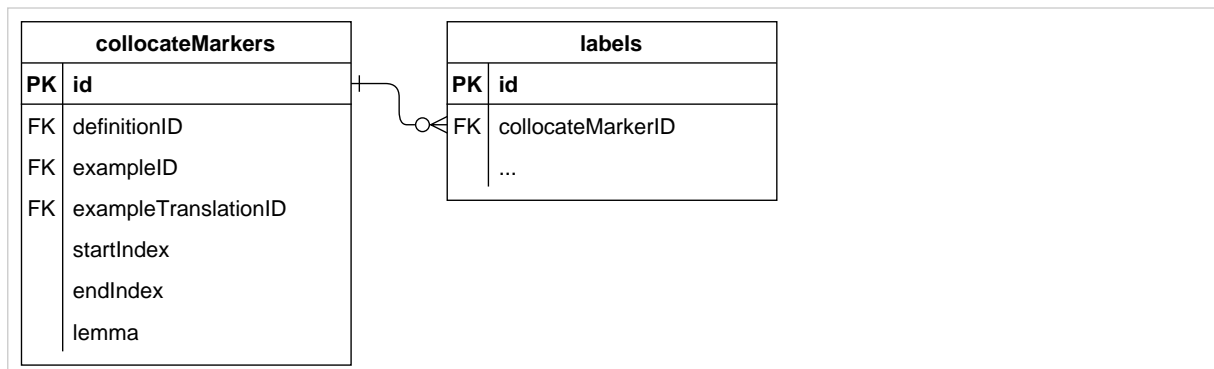 collocateMarkers
PK id
FK definitionID
FK exampleID
FK exampleTranslationID
startIndex
endIndex
lemma
labels
PK id
FK collocateMarkerID
...